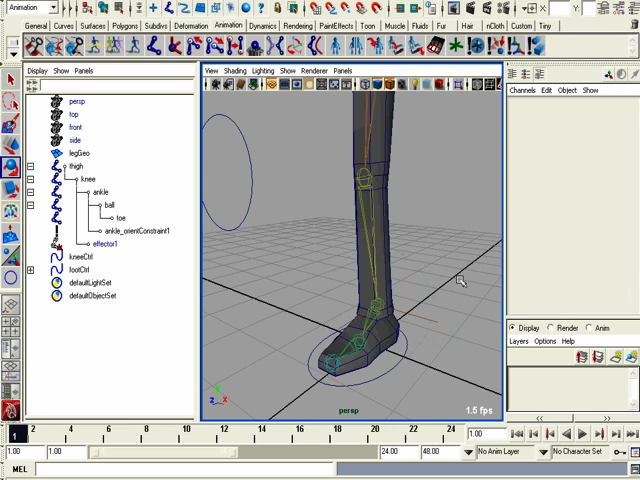 Animation
General Curves Surfaces Polygons Subdivs Deformation Animation Dynamics Rendering PaintEffects Toon Muscle Fluids Fur Hair nCloth Custom Tiny
Display Show Panels
View Shading Lighting Show Renderer Panels
Channels Edit Object Show
persp
top
front
side
legGeo
thigh
knee
ankle
ball
toe
ankle_orientConstraint1
effector1
kneeCtrl
footCtrl
defaultLightSet
defaultObjectSet
y
z x
persp
1.5 fps
Display Render Anim
Layers Options Help
1 2 4 6 8 10 12 14 16 18 20 22 24
1.00
1.00 1.00 24.00 48.00 No Anim Layer No Character Set
MEL